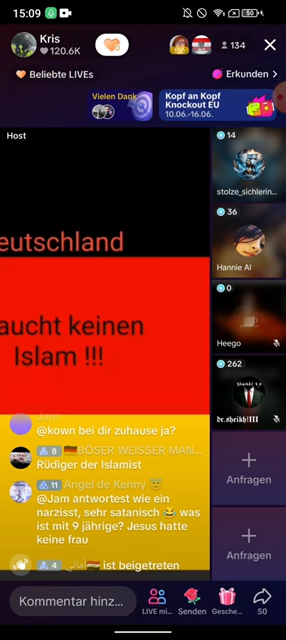 15:09
50
Kris
120.6K
134
Beliebte LIVEs
Erkunden
Vielen Dank
Kopf an Kopf
Knockout EU
10.06.-16.06.
Host
14
stolze_sichlerin...
eutschland
36
Hannie Al
aucht keinen
Islam !!!
0
Heego
262
𝖉𝖗.𝖘𝖍𝖊𝖎𝖐𝖍!III
Jam
@kown bei dir zuhause ja?
8 BÖSER WEISSER MAN...
Rüdiger der Islamist
11 Angel de Kenny
@Jam antwortest wie ein
narzisst, sehr satanisch 😂 was
ist mit 9 jährige? Jesus hatte
keine frau
4 أماني ist beigetreten
Anfragen
Anfragen
Kommentar hinz...
LIVE mi...
Senden
Gesche...
50